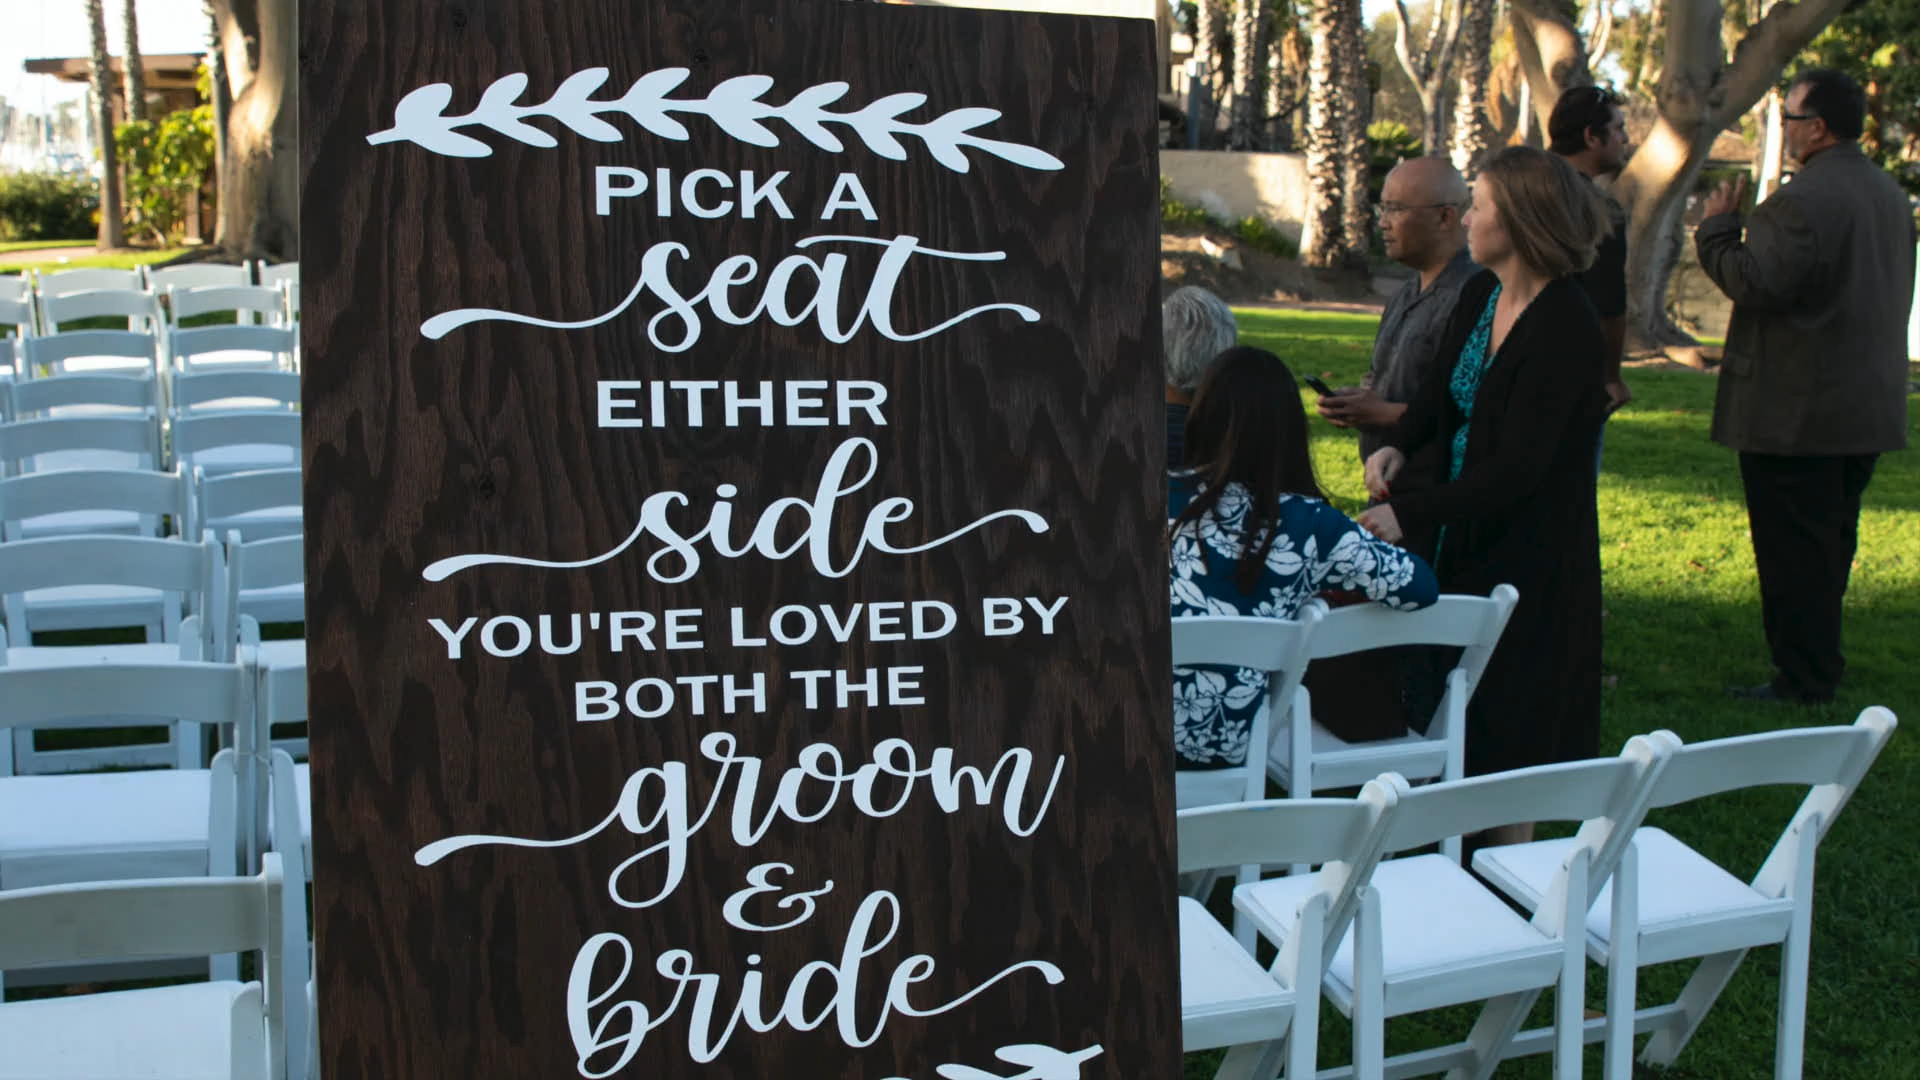 PICK A
seat
EITHER
side
YOU'RE LOVED BY
BOTH THE
groom
&
bride